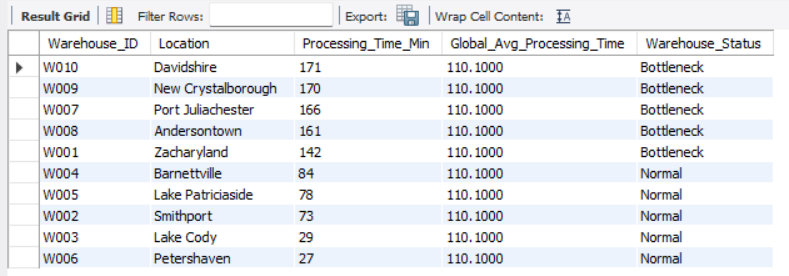 Result Grid Filter Rows: Export: Wrap Cell Content: IA
Warehouse_ID Location Processing_Time_Min Global_Avg_Processing_Time Warehouse_Status
W010 Davidshire 171 110.1000 Bottleneck
W009 New Crystalborough 170 110.1000 Bottleneck
W007 Port Juliachester 166 110.1000 Bottleneck
W008 Andersontown 161 110.1000 Bottleneck
W001 Zacharyland 142 110.1000 Bottleneck
W004 Barnettville 84 110.1000 Normal
W005 Lake Patriciaside 78 110.1000 Normal
W002 Smithport 73 110.1000 Normal
W003 Lake Cody 29 110.1000 Normal
W006 Petershaven 27 110.1000 Normal